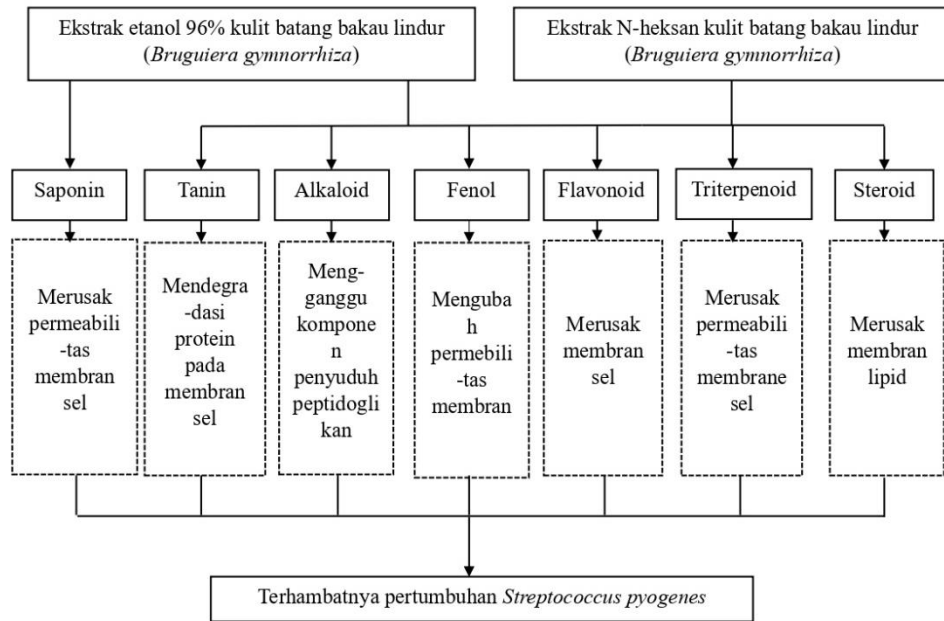 Ekstrak etanol 96% kulit batang bakau lindur
(Bruguiera gymnorrhiza)
Ekstrak N-heksan kulit batang bakau lindur
(Bruguiera gymnorrhiza)
Saponin
Tanin
Alkaloid
Fenol
Flavonoid
Triterpenoid
Steroid
Merusak
permeabili
-tas
membran
sel
Mendegra
-dasi
protein
pada
membran
sel
Meng-
ganggu
kompone
n
penyuduh
peptidogli
kan
Mengubah
h
permebili
-tas
membran
Merusak
membran
sel
Merusak
permeabili
-tas
membrane
sel
Merusak
membran
lipid
Terhambatnya pertumbuhan Streptococcus pyogenes